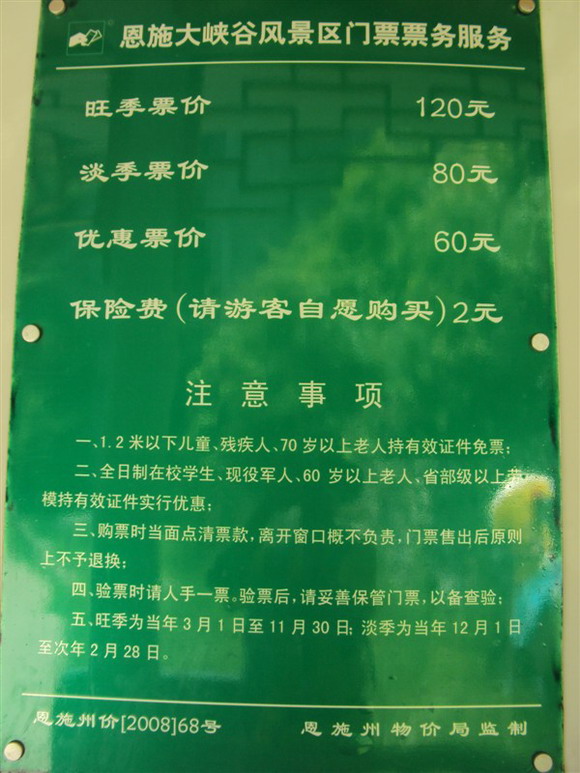 恩施大峡谷风景区门票票务服务
旺季票价 120元
淡季票价 80元
优惠票价 60元
保险费(请游客自愿购买)2元
注意事项
一、1.2米以下儿童、残疾人、70岁以上老人持有效证件免票;
二、全日制在校学生、现役军人、60岁以上老人、省部级以上劳
模持有效证件实行优惠;
三、购票时当面点清票款,离开窗口概不负责,门票售出后原则
上不予退换;
四、验票时请人手一票。验票后,请妥善保管门票,以备查验;
五、旺季为当年3月1日至11月30日;淡季为当年12月1日
至次年2月28日。
恩施州价[2008]68号 恩施州物价局监制